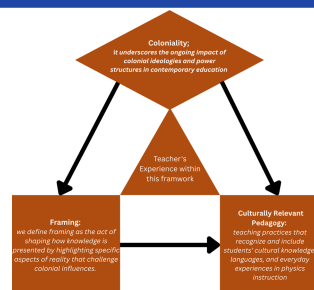 Coloniality;
it underscores the ongoing impact of
colonial ideologies and power
structures in contemporary education
Teacher's
Experience within
this framwork
Framing:
we define framing as the act of
shaping how knowledge is
presented by highlighting specific
aspects of reality that challenge
colonial influences.
Culturally Relevant
Pedagogy:
teaching practices that
recognize and include
students' cultural knowledge,
languages, and everyday
experiences in physics
instruction